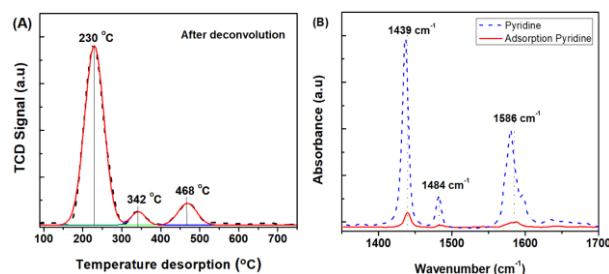 (A)
230 °C
After deconvolution
342 °C
468 °C
TCD Signal (a.u)
100 200 300 400 500 600 700
Temperature desorption (°C)
(B)
1439 cm-1
Pyridine
Adsorption Pyridine
1586 cm-1
1484 cm-1
Absorbance (a.u)
1400 1500 1600 1700
Wavenumber (cm-1)